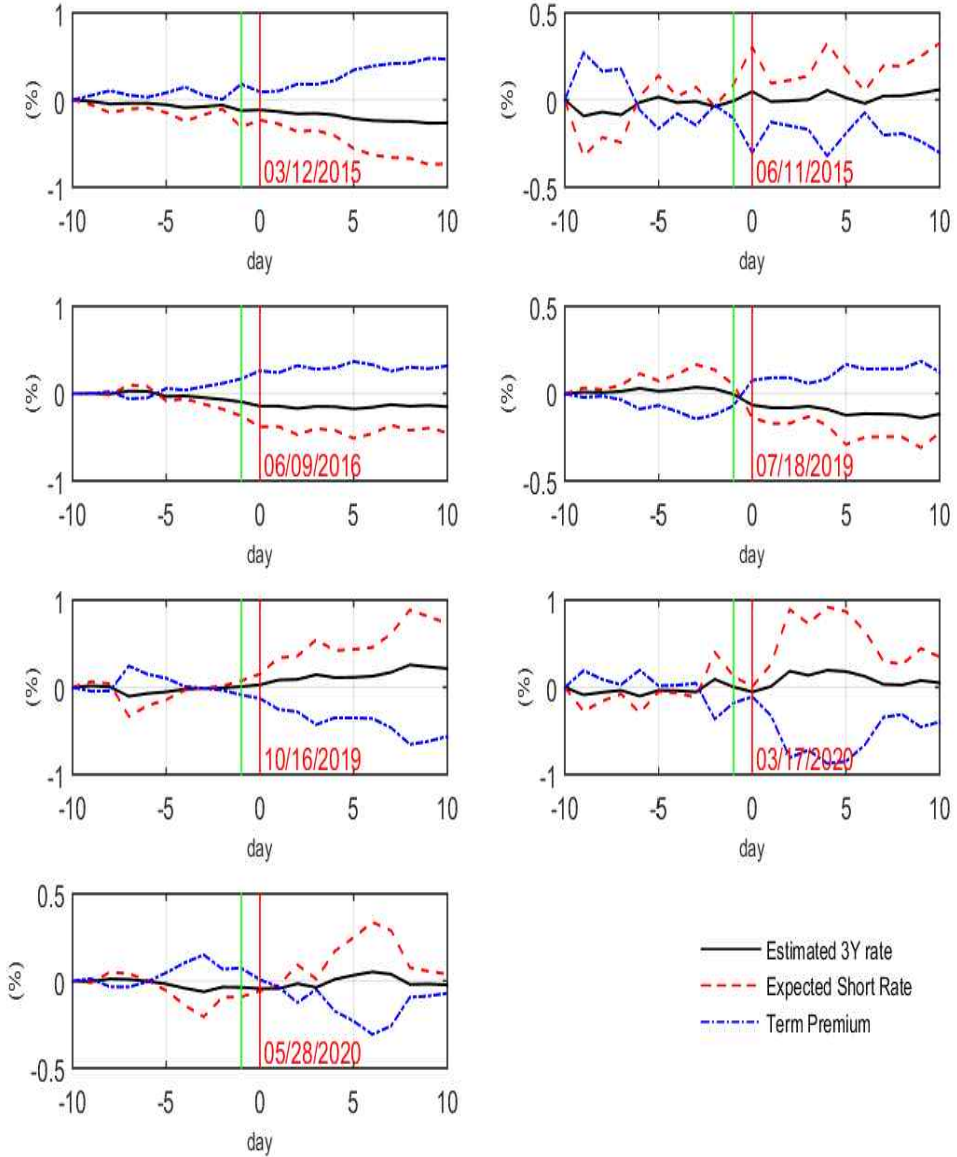 1
0
-1
(%)
03/12/2015
-10 -5 0 5 10
day
0.5
0
-0.5
(%)
06/11/2015
-10 -5 0 5 10
day
1
0
-1
(%)
06/09/2016
-10 -5 0 5 10
day
0.5
0
-0.5
(%)
07/18/2019
-10 -5 0 5 10
day
1
0
-1
(%)
10/16/2019
-10 -5 0 5 10
day
1
0
-1
(%)
03/17/2020
-10 -5 0 5 10
day
0.5
0
-0.5
(%)
05/28/2020
-10 -5 0 5 10
day
Estimated 3Y rate
Expected Short Rate
Term Premium